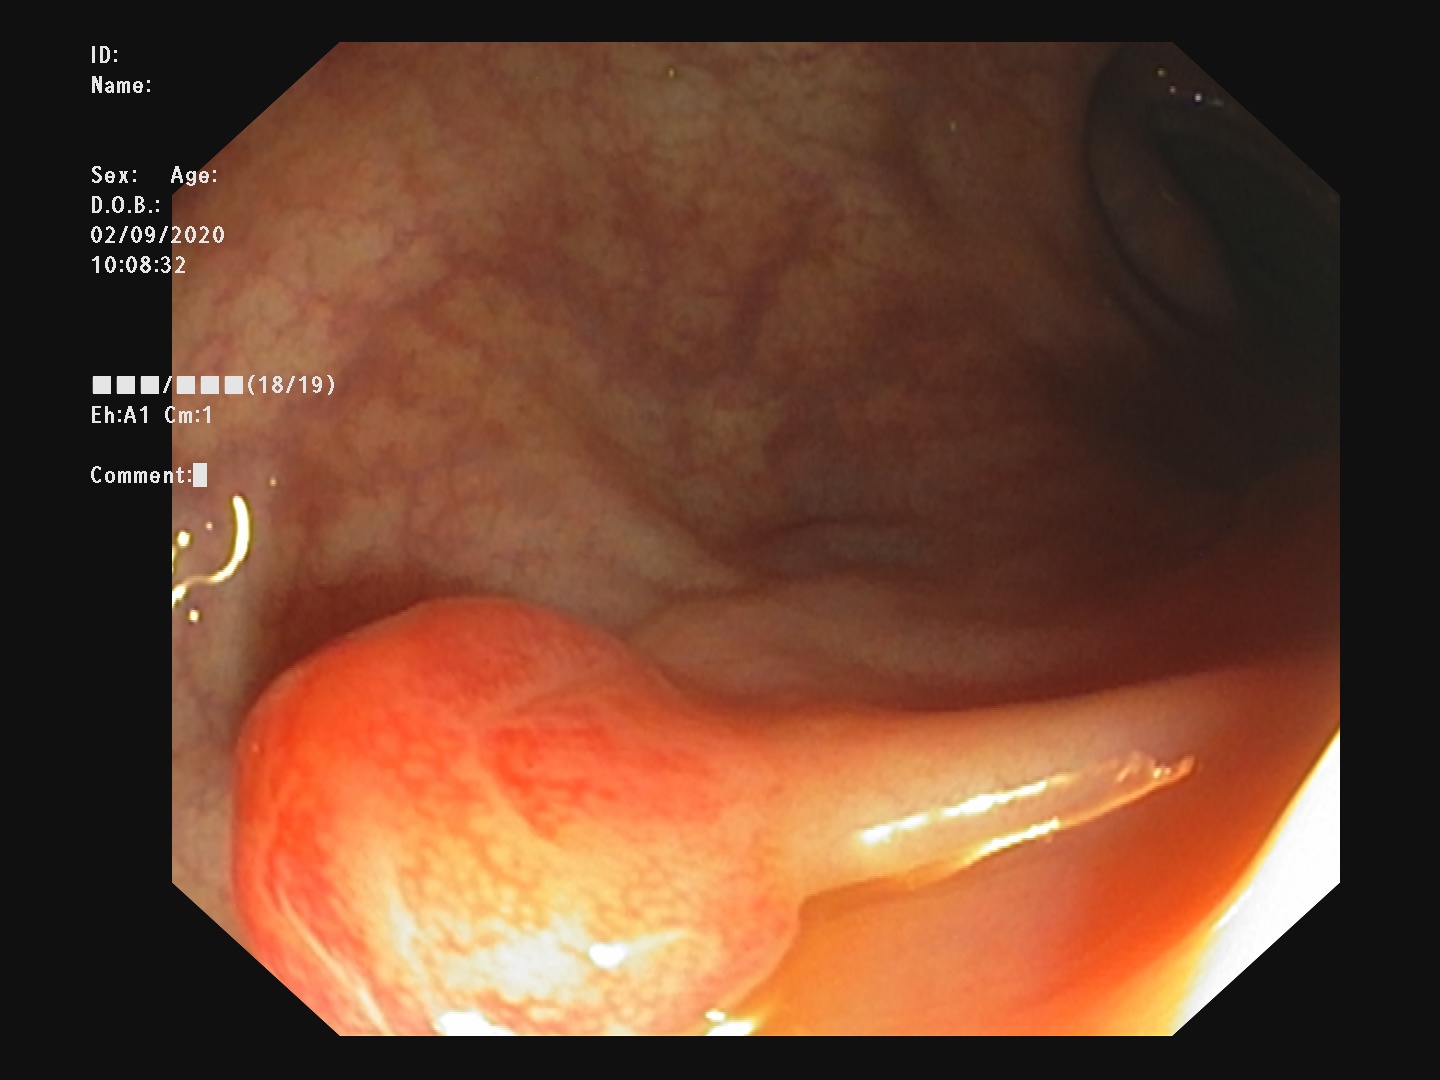 ID:
Name:
Sex: Age:
D.O.B.:
02/09/2020
10:08:32
■■■/■■■(18/19)
Eh:A1 Cm:1
Comment: